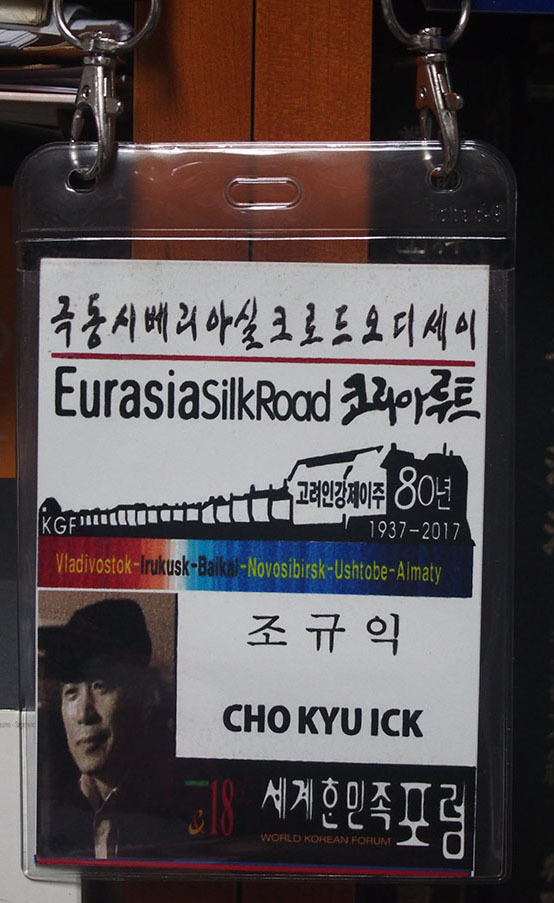 극동시베리아실크로드오디세이
EurasiaSilkRoad 코리아루트
고려인강제이주 80년
KGF
1937-2017
Vladivostok-Irukusk-Baikal-Novosibirsk-Ushtobe-Almaty
조규익
CHO KYU ICK
18 세계한민족포럼
WORLD KOREAN FORUM